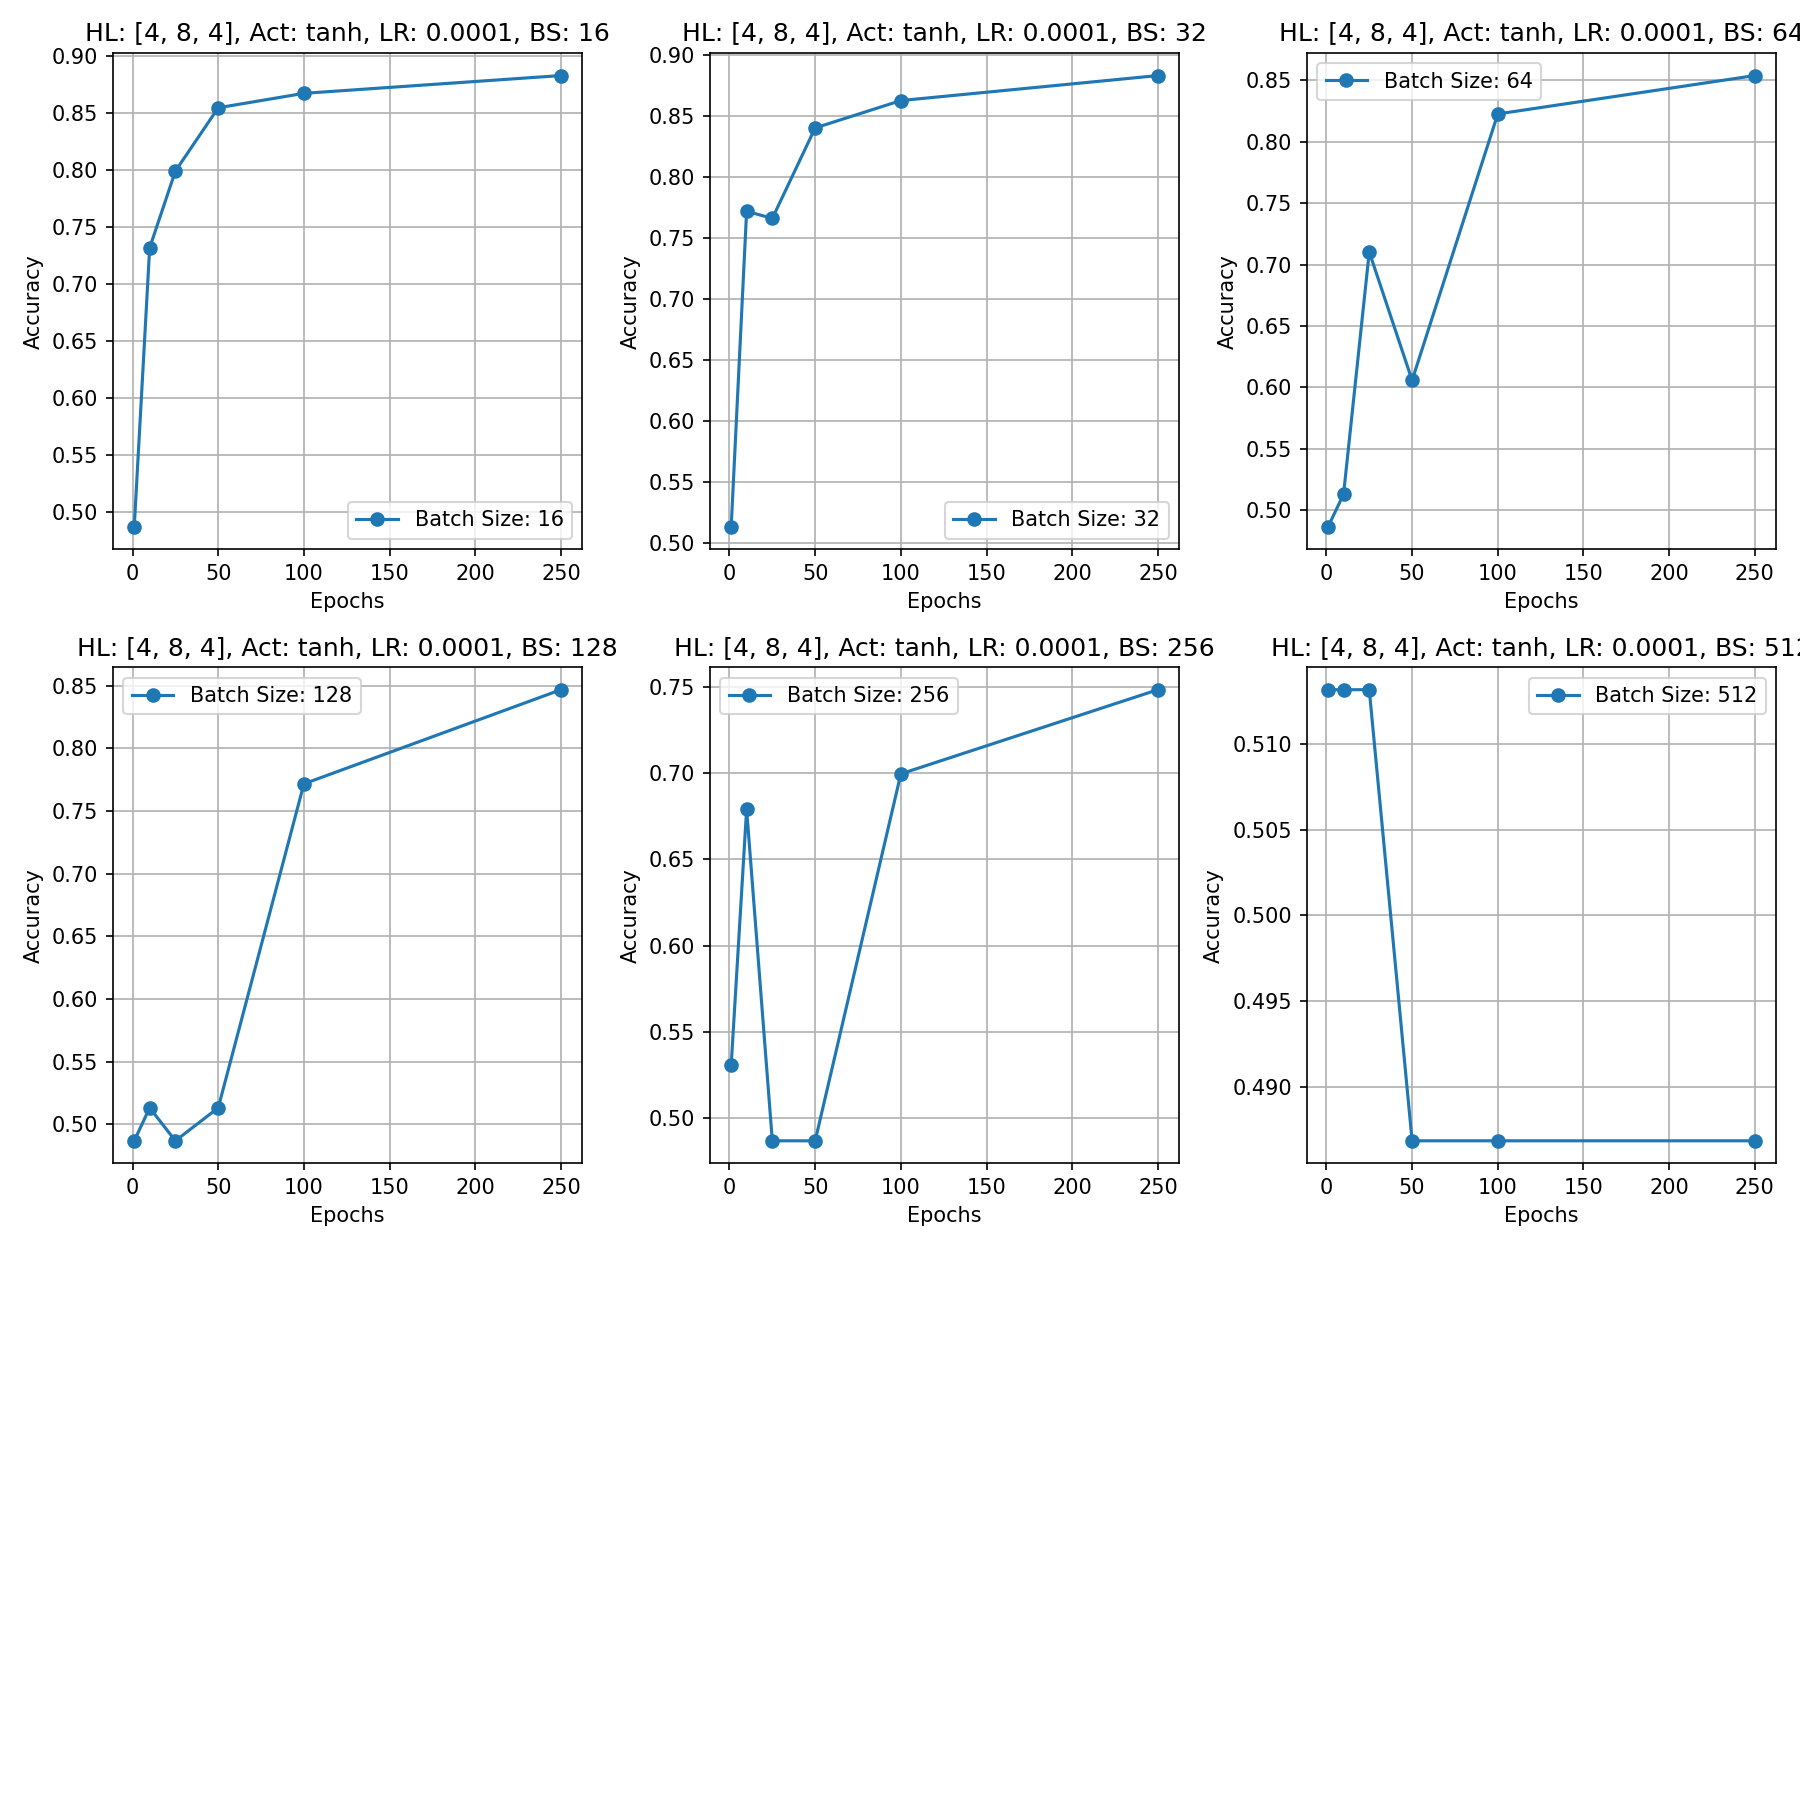 HL: [4, 8, 4], Act: tanh, LR: 0.0001, BS: 16
0.90
0.85
0.80
0.75
0.70
0.65
0.60
0.55
0.50
Accuracy
Batch Size: 16
0 50 100 150 200 250
Epochs
HL: [4, 8, 4], Act: tanh, LR: 0.0001, BS: 32
0.90
0.85
0.80
0.75
0.70
0.65
0.60
0.55
0.50
Accuracy
Batch Size: 32
0 50 100 150 200 250
Epochs
HL: [4, 8, 4], Act: tanh, LR: 0.0001, BS: 64
Batch Size: 64
0.85
0.80
0.75
0.70
0.65
0.60
0.55
0.50
Accuracy
0 50 100 150 200 250
Epochs
HL: [4, 8, 4], Act: tanh, LR: 0.0001, BS: 128
Batch Size: 128
0.85
0.80
0.75
0.70
0.65
0.60
0.55
0.50
Accuracy
0 50 100 150 200 250
Epochs
HL: [4, 8, 4], Act: tanh, LR: 0.0001, BS: 256
Batch Size: 256
0.75
0.70
0.65
0.60
0.55
0.50
Accuracy
0 50 100 150 200 250
Epochs
HL: [4, 8, 4], Act: tanh, LR: 0.0001, BS: 512
Batch Size: 512
0.510
0.505
0.500
0.495
0.490
Accuracy
0 50 100 150 200 250
Epochs